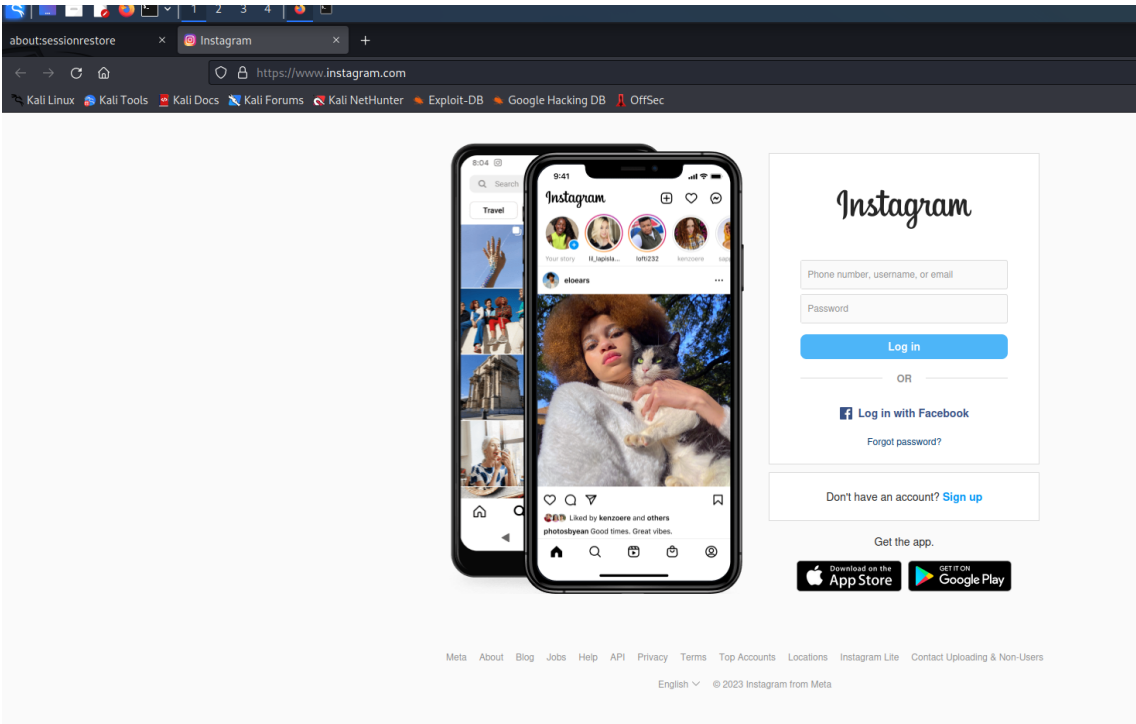 1 2 3 4
about:sessionrestore × Instagram × +
https://www.instagram.com
Kali Linux Kali Tools Kali Docs Kali Forums Kali NetHunter Exploit-DB Google Hacking DB OffSec
8:04
Search
Travel
9:41
Instagram
Your story lil_lapisla... lofti232 kenzoere
eloears
Liked by kenzoere and others
photosbyean Good times. Great vibes.
Instagram
Phone number, username, or email
Password
Log in
OR
Log in with Facebook
Forgot password?
Don't have an account? Sign up
Get the app.
Download on the
App Store
GET IT ON
Google Play
Meta About Blog Jobs Help API Privacy Terms Top Accounts Locations Instagram Lite Contact Uploading & Non-Users
English © 2023 Instagram from Meta